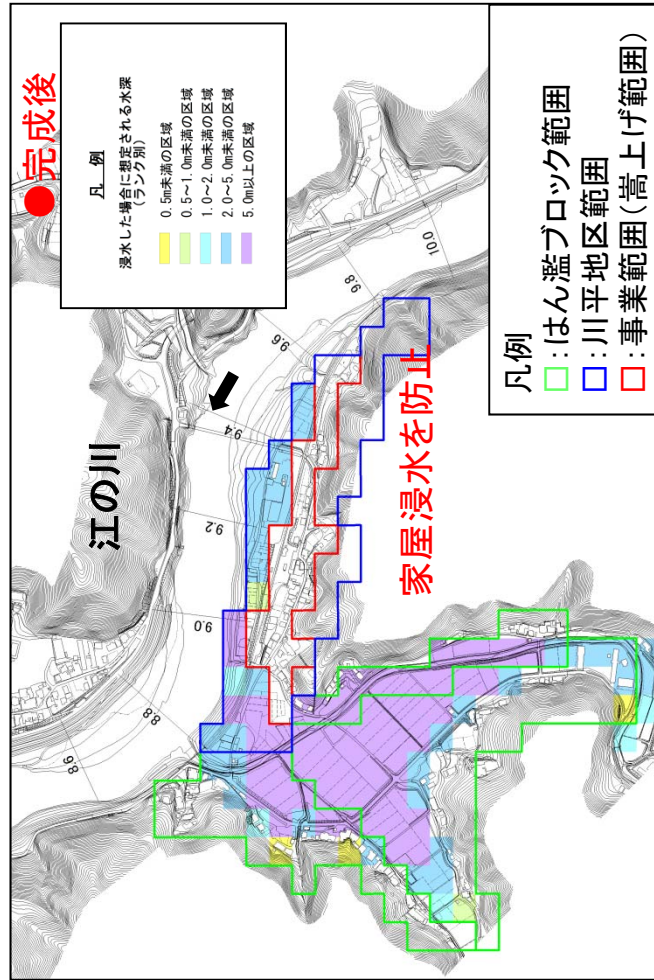 ●完成後
凡 例
浸水した場合に想定される水深
(ランク別)
0.5m未満の区域
0.5~1.0m未満の区域
1.0~2.0m未満の区域
2.0~5.0m未満の区域
5.0m以上の区域
江の川
8.6
8.8
9.0
9.2
9.4
9.6
9.8
10.0
家屋浸水を防止
凡例
:はん濫ブロック範囲
:川平地区範囲
:事業範囲(嵩上げ範囲)